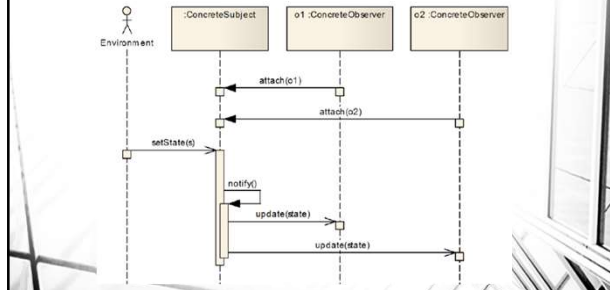 :ConcreteSubject
o1 :ConcreteObserver
o2 :ConcreteObserver
Environment
attach(o1)
attach(o2)
setState(s)
notify()
update(state)
update(state)